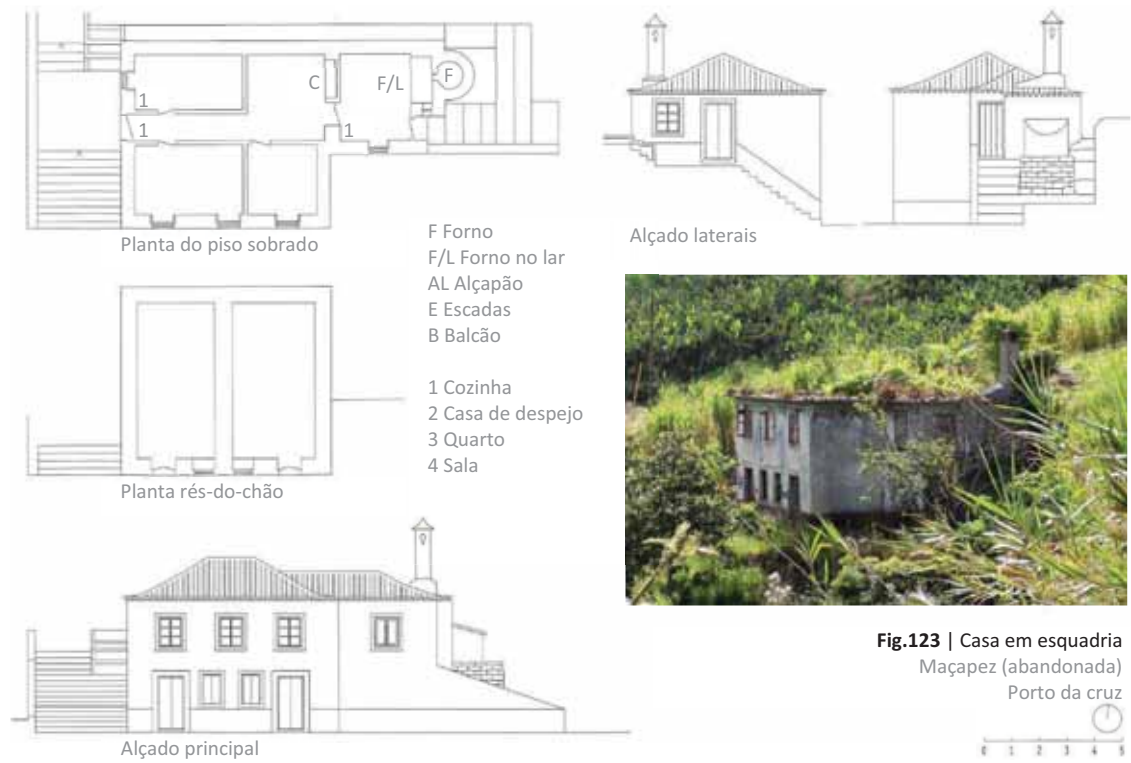 C
F/L
F
1
1
1
Planta do piso sobrado
Alçado laterais
F Forno
F/L Forno no lar
AL Alçapão
E Escadas
B Balcão
1 Cozinha
2 Casa de despejo
3 Quarto
4 Sala
Planta rés-do-chão
Alçado principal
Fig.123 | Casa em esquadria
Maçapez (abandonada)
Porto da cruz
0 1 2 3 4 5